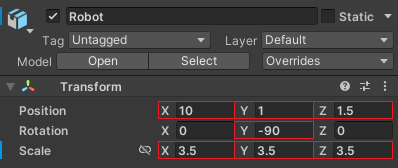 Robot Static
Tag Untagged Layer Default
Model Open Select Overrides
Transform
Position X 10 Y 1 Z 1.5
Rotation X 0 Y -90 Z 0
Scale X 3.5 Y 3.5 Z 3.5